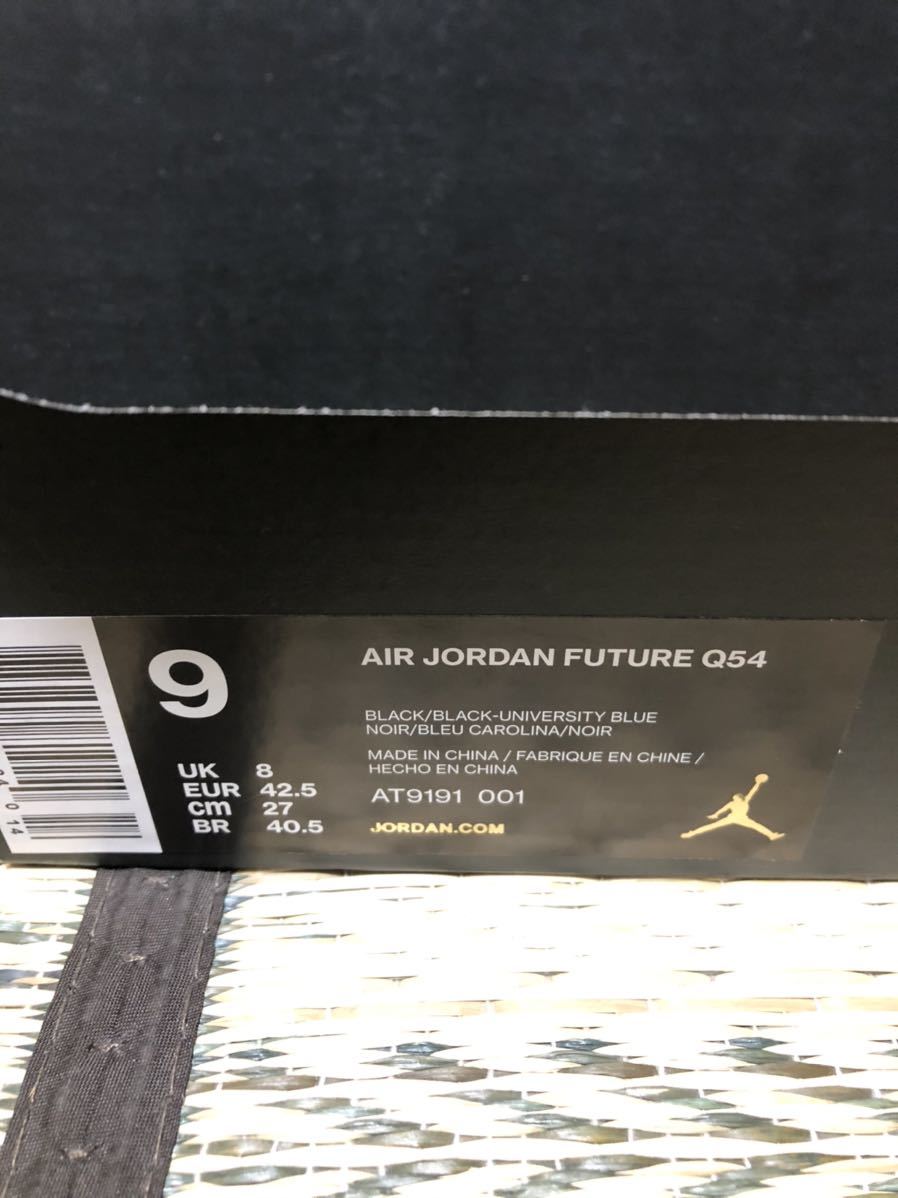 9
UK 8
EUR 42.5
cm 27
BR 40.5
AIR JORDAN FUTURE Q54
BLACK/BLACK-UNIVERSITY BLUE
NOIR/BLEU CAROLINA/NOIR
MADE IN CHINA / FABRIQUE EN CHINE /
HECHO EN CHINA
AT9191 001
JORDAN.COM